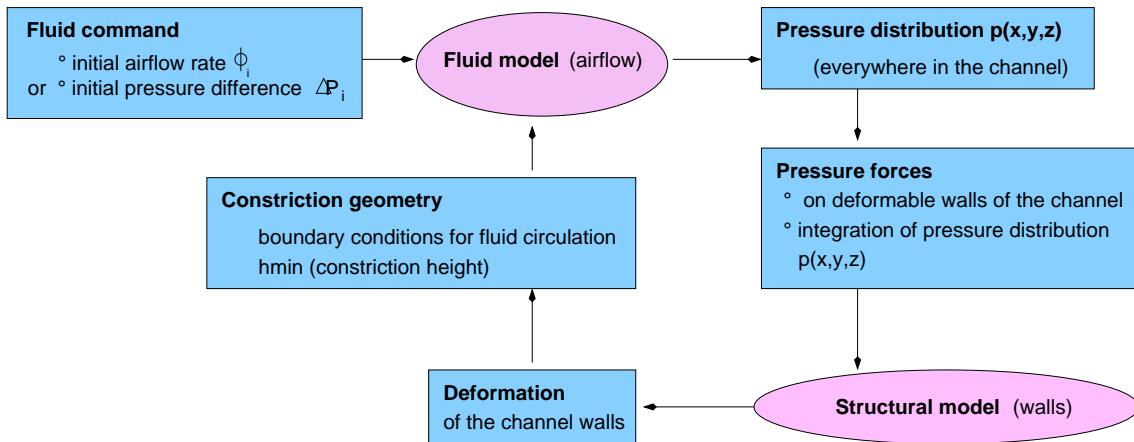 Fluid command
° initial airflow rate ϕi
or ° initial pressure difference ΔPi
Fluid model (airflow)
Pressure distribution p(x,y,z)
(everywhere in the channel)
Constriction geometry
boundary conditions for fluid circulation
hmin (constriction height)
Pressure forces
° on deformable walls of the channel
° integration of pressure distribution
p(x,y,z)
Deformation
of the channel walls
Structural model (walls)